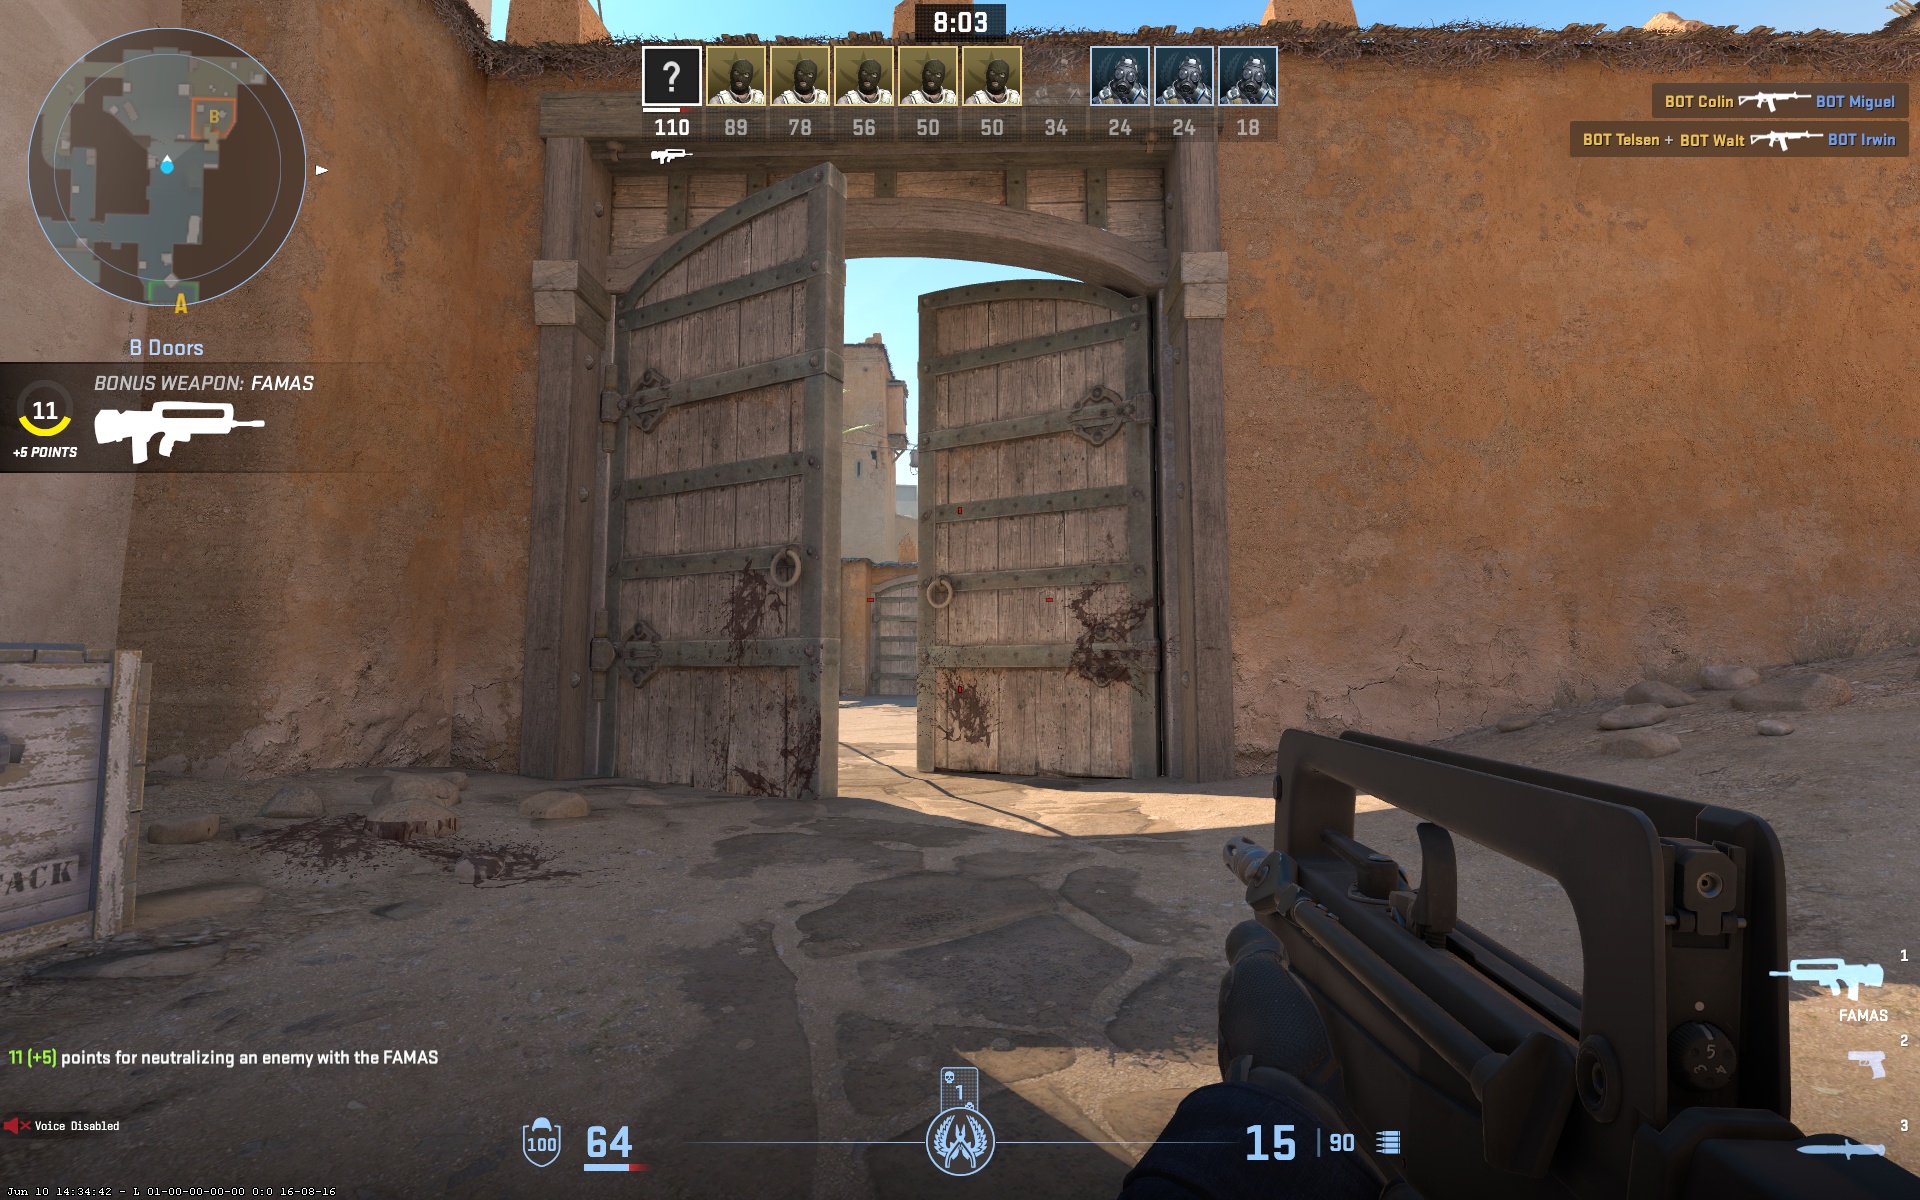 8:03
?
110 89 78 56 50 50 34 24 24 18
BOT Colin BOT Miguel
BOT Telsen + BOT Walt BOT Irwin
B
A
B Doors
BONUS WEAPON: FAMAS
11
+5 POINTS
ACK
5
1
FAMAS
2
3
11 (+5) points for neutralizing an enemy with the FAMAS
Voice Disabled
1
100 64
15 | 90
Jun 10 14:34:42 - L 01-00-00-00-00 0:0 16-08-16